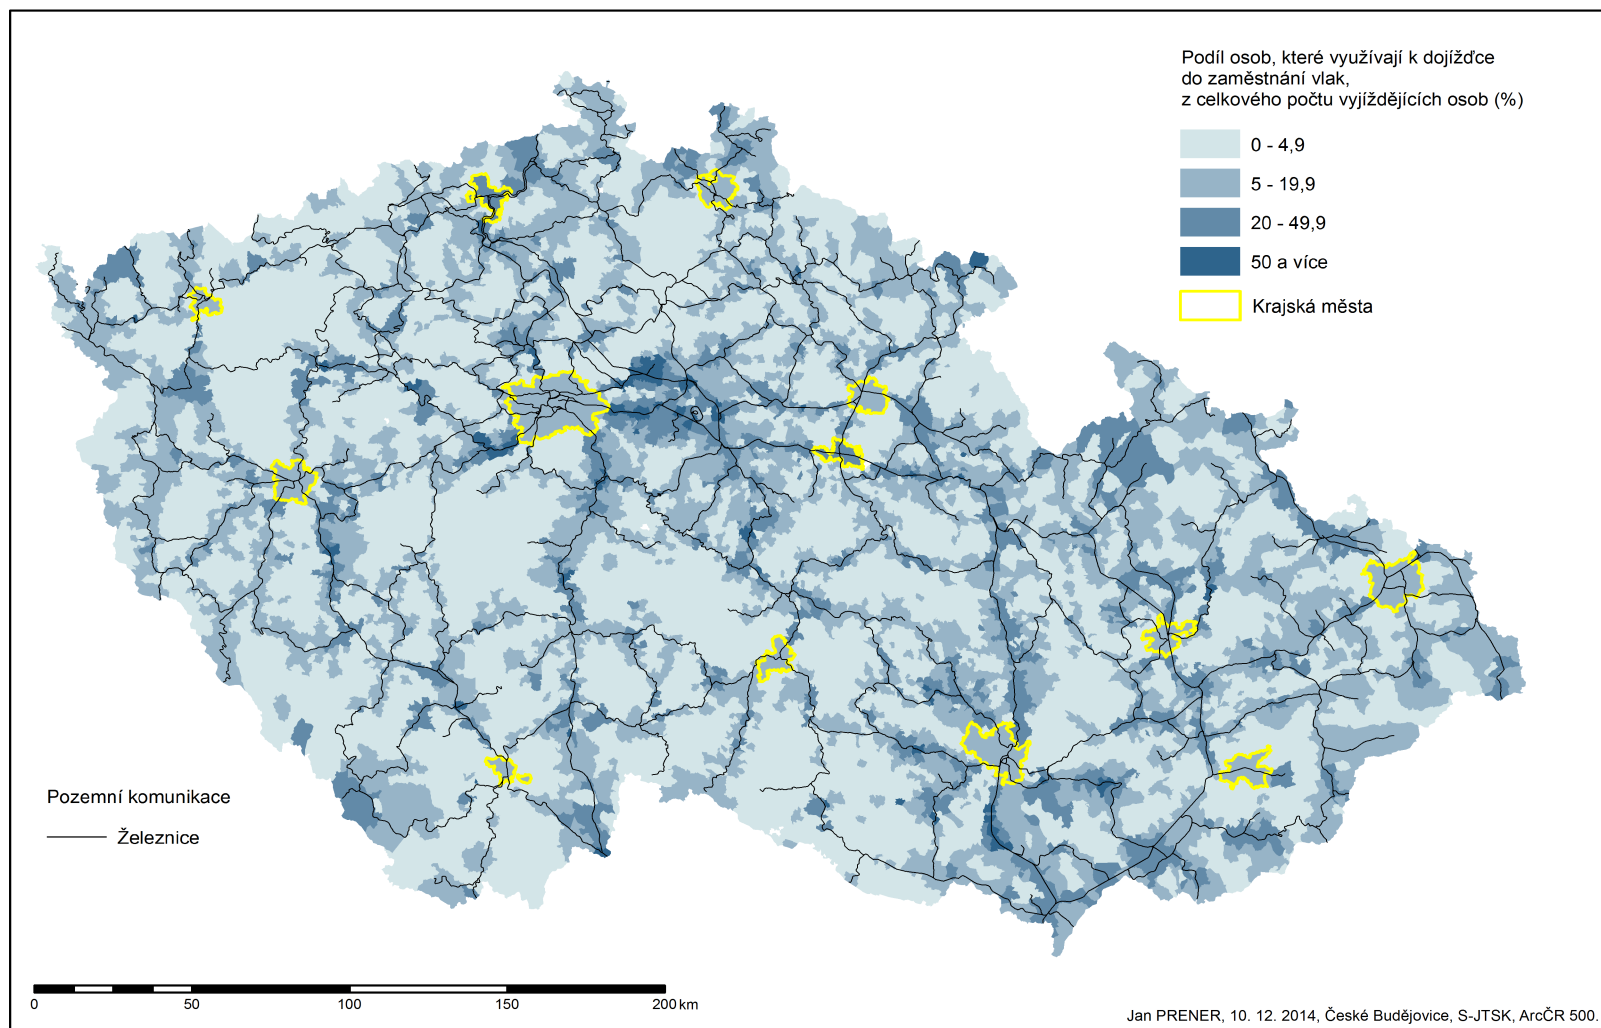 Podíl osob, které využívají k dojížďce
do zaměstnání vlak,
z celkového počtu vyjíždějících osob (%)
0 - 4,9
5 - 19,9
20 - 49,9
50 a více
Krajská města
Pozemní komunikace
Železnice
0 50 100 150 200 km
Jan PRENER, 10. 12. 2014, České Budějovice, S-JTSK, ArcČR 500.